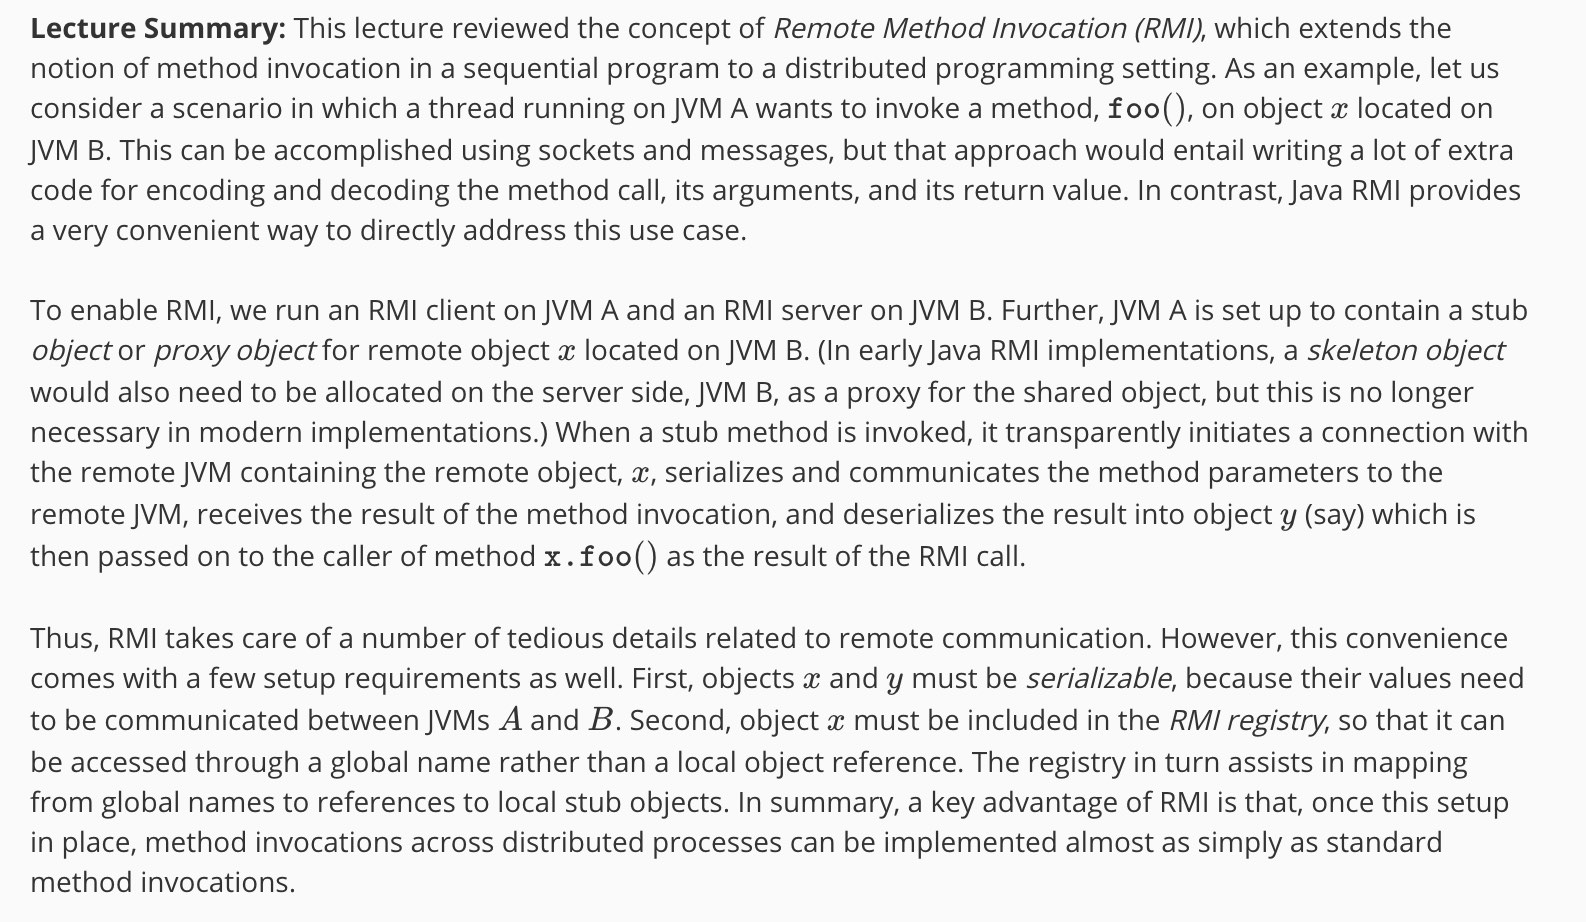 Lecture Summary: This lecture reviewed the concept of Remote Method Invocation (RMI), which extends the
notion of method invocation in a sequential program to a distributed programming setting. As an example, let us
consider a scenario in which a thread running on JVM A wants to invoke a method, foo(), on object x located on
JVM B. This can be accomplished using sockets and messages, but that approach would entail writing a lot of extra
code for encoding and decoding the method call, its arguments, and its return value. In contrast, Java RMI provides
a very convenient way to directly address this use case.
To enable RMI, we run an RMI client on JVM A and an RMI server on JVM B. Further, JVM A is set up to contain a stub
object or proxy object for remote object x located on JVM B. (In early Java RMI implementations, a skeleton object
would also need to be allocated on the server side, JVM B, as a proxy for the shared object, but this is no longer
necessary in modern implementations.) When a stub method is invoked, it transparently initiates a connection with
the remote JVM containing the remote object, x, serializes and communicates the method parameters to the
remote JVM, receives the result of the method invocation, and deserializes the result into object y (say) which is
then passed on to the caller of method x.foo() as the result of the RMI call.
Thus, RMI takes care of a number of tedious details related to remote communication. However, this convenience
comes with a few setup requirements as well. First, objects x and y must be serializable, because their values need
to be communicated between JVMs A and B. Second, object x must be included in the RMI registry, so that it can
be accessed through a global name rather than a local object reference. The registry in turn assists in mapping
from global names to references to local stub objects. In summary, a key advantage of RMI is that, once this setup
in place, method invocations across distributed processes can be implemented almost as simply as standard
method invocations.